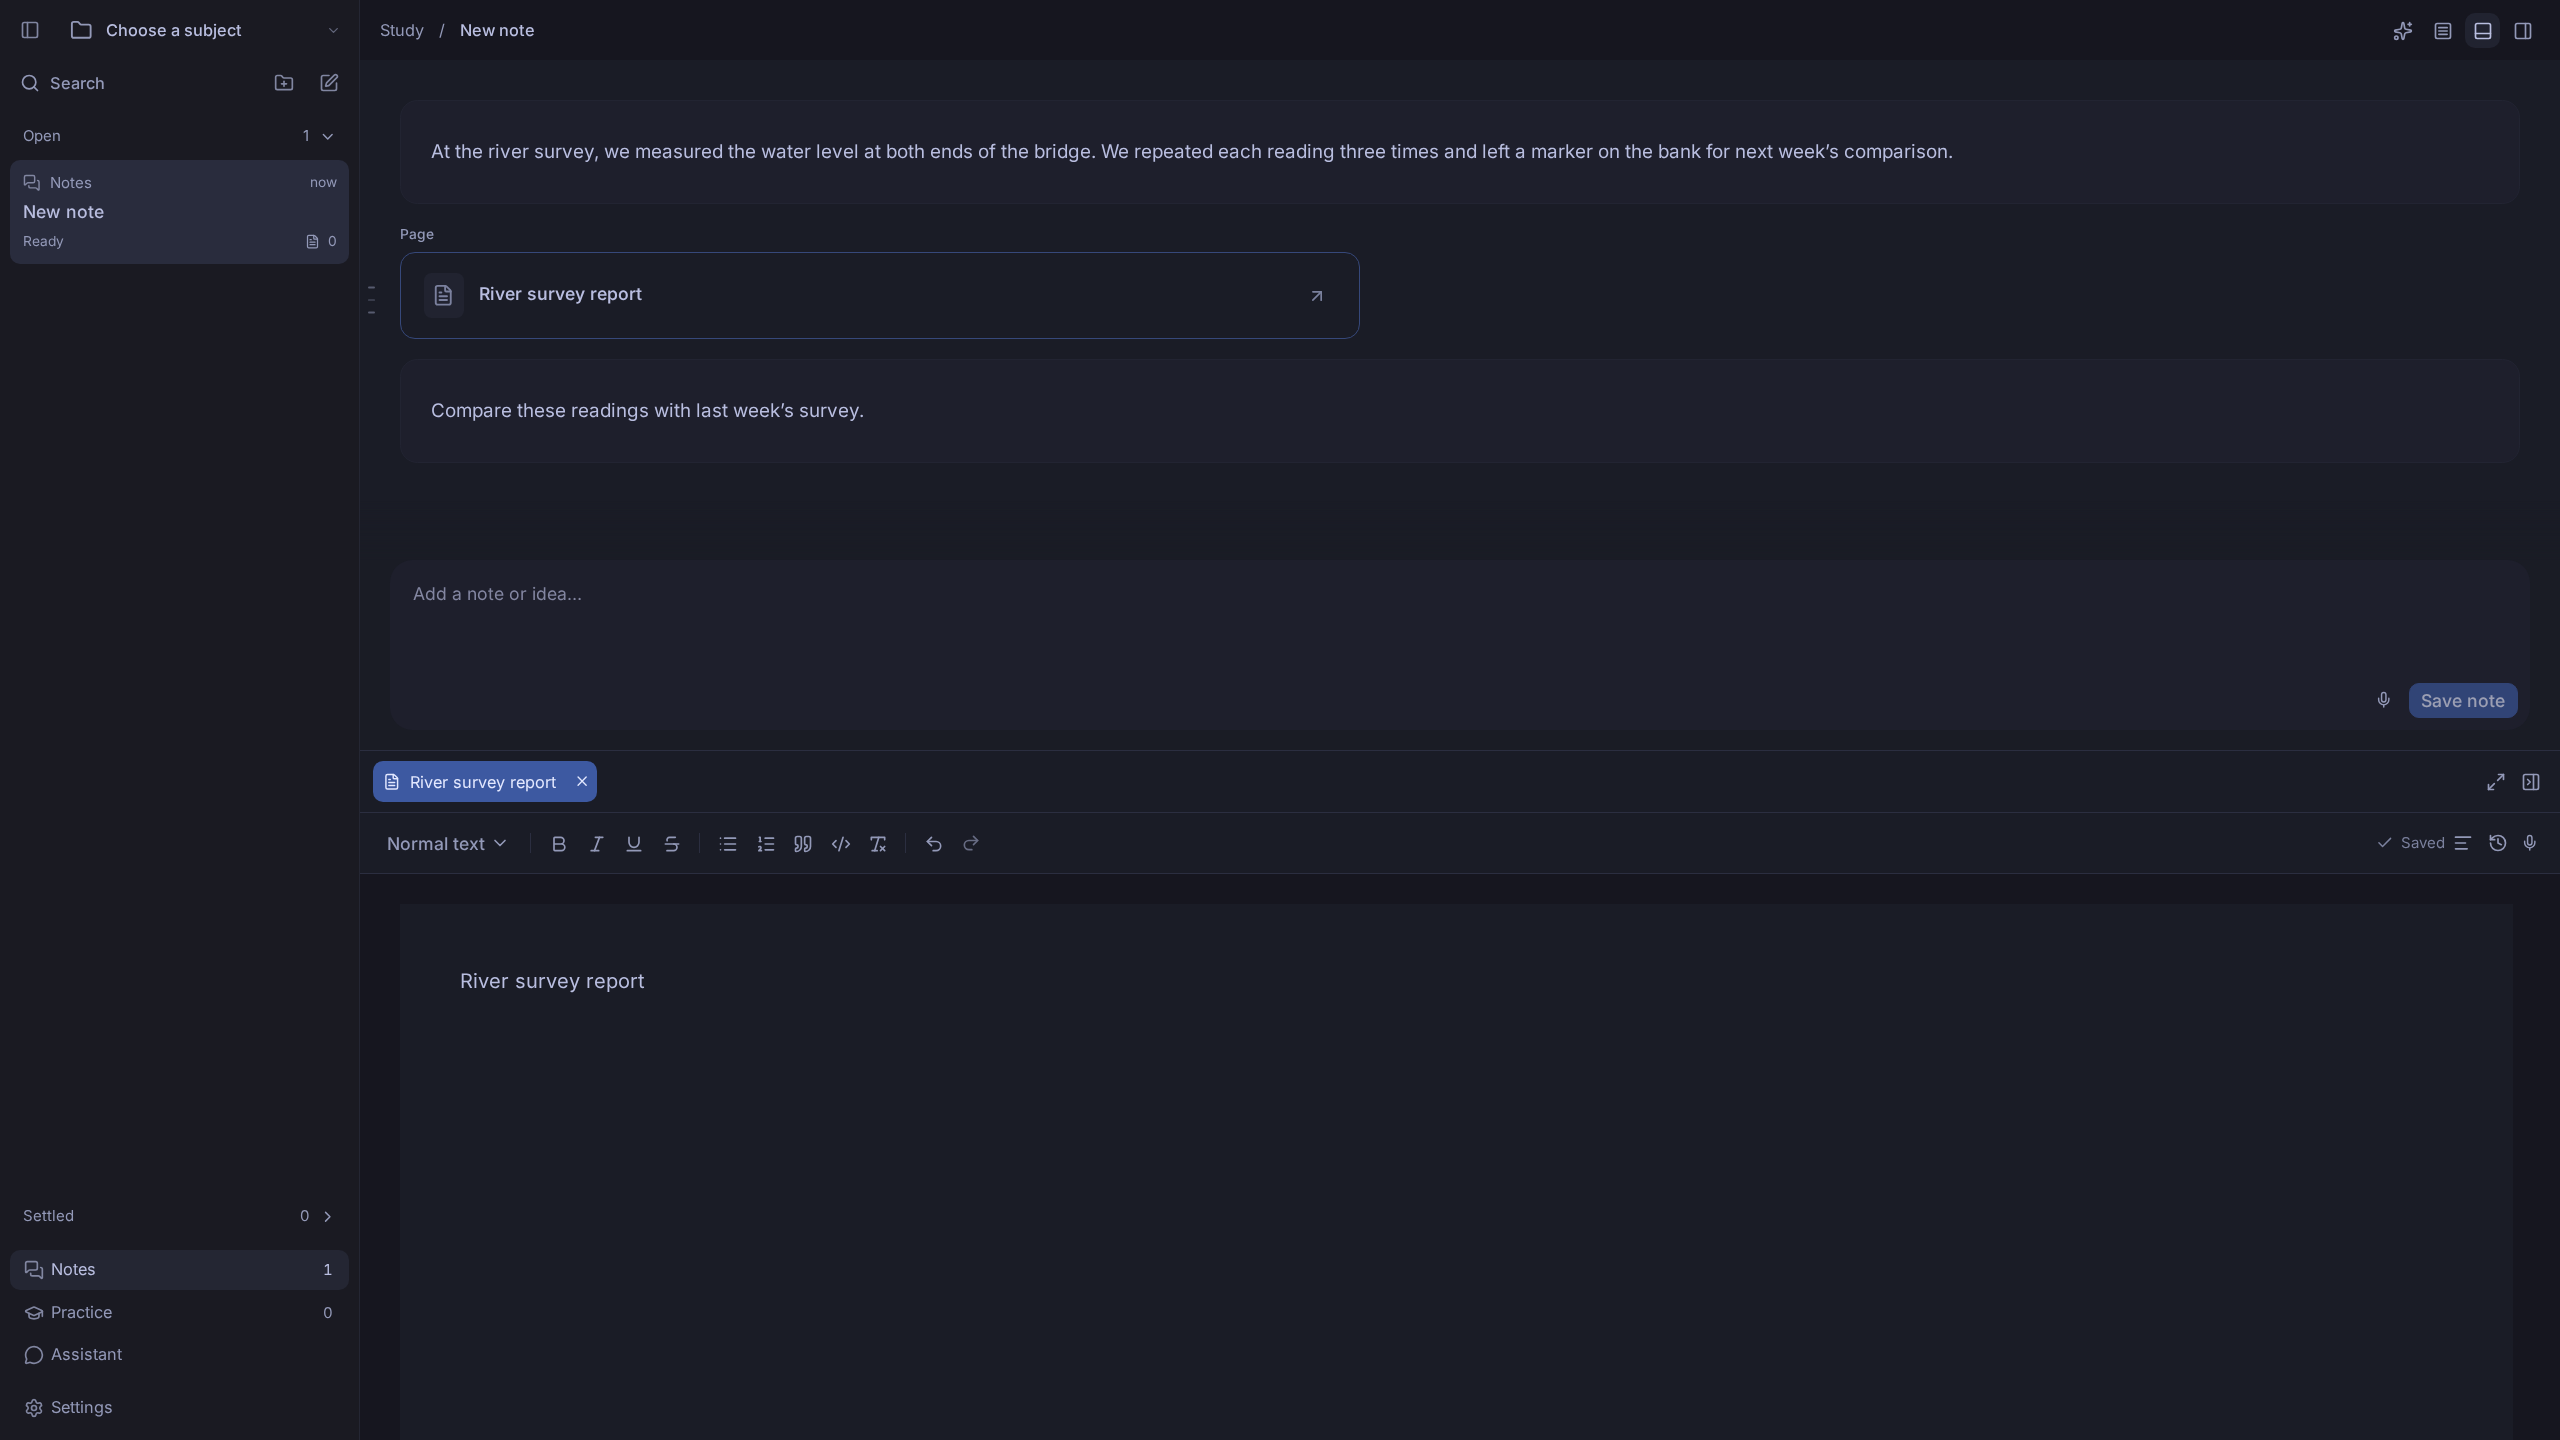 Choose a subject
Search
Open 1
Notes now
New note
Ready 0
Settled 0
Notes 1
Practice 0
Assistant
Settings
Study / New note
At the river survey, we measured the water level at both ends of the bridge. We repeated each reading three times and left a marker on the bank for next week’s comparison.
Page
River survey report
Compare these readings with last week’s survey.
Add a note or idea...
Save note
River survey report
Normal text
Saved
River survey report